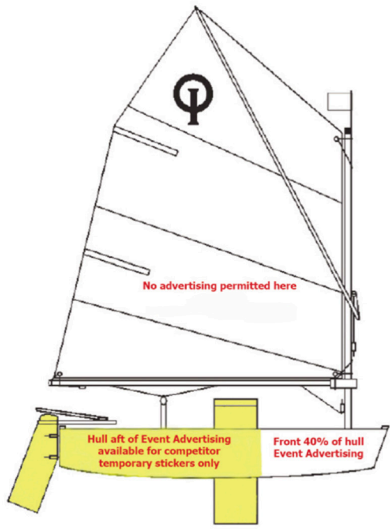 No advertising permitted here
Hull aft of Event Advertising
available for competitor
temporary stickers only
Front 40% of hull
Event Advertising